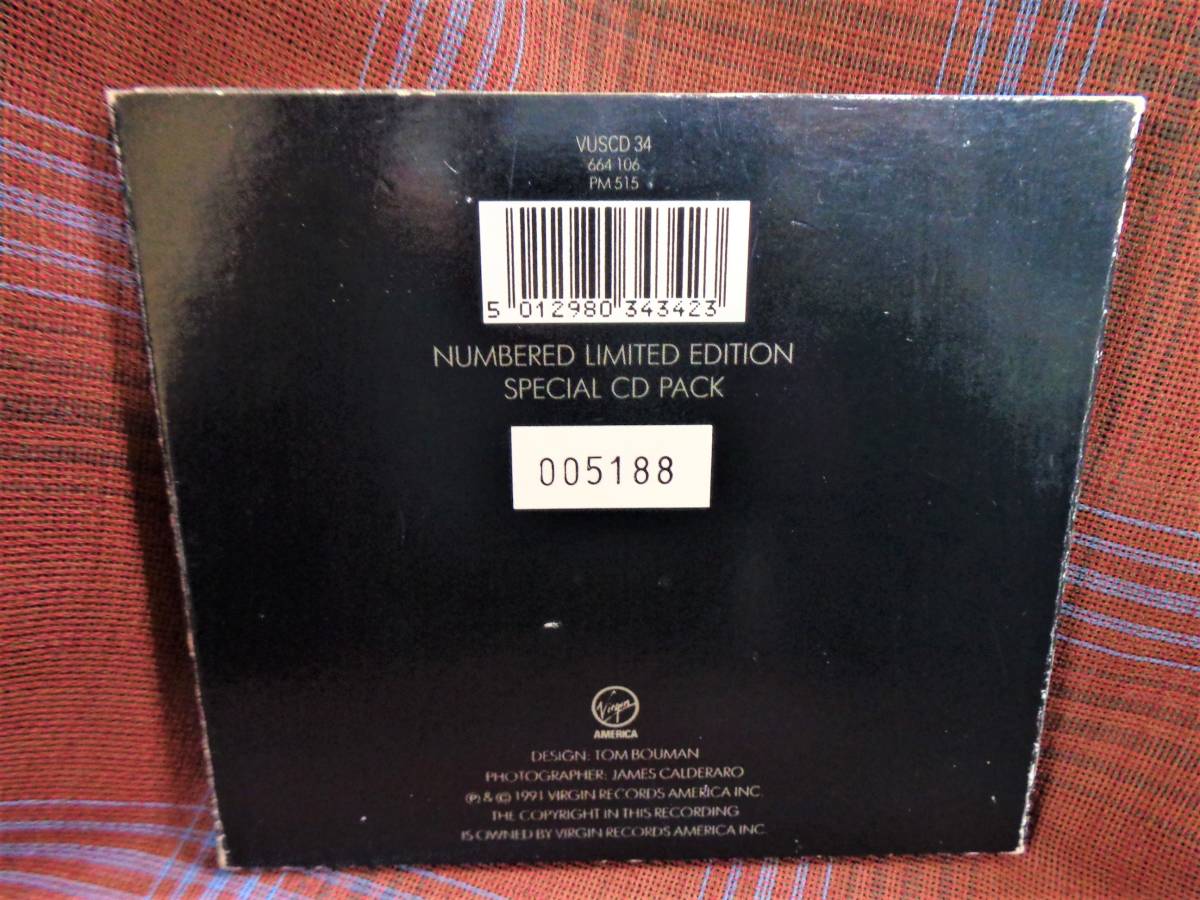 VUSCD 34
664 106
PM 515
5 012980 343423
NUMBERED LIMITED EDITION
SPECIAL CD PACK
005188
Virgin
AMERICA
DESIGN: TOM BOUMAN
PHOTOGRAPHER: JAMES CALDERARO
℗ & © 1991 VIRGIN RECORDS AMERICA INC.
THE COPYRIGHT IN THIS RECORDING
IS OWNED BY VIRGIN RECORDS AMERICA INC.